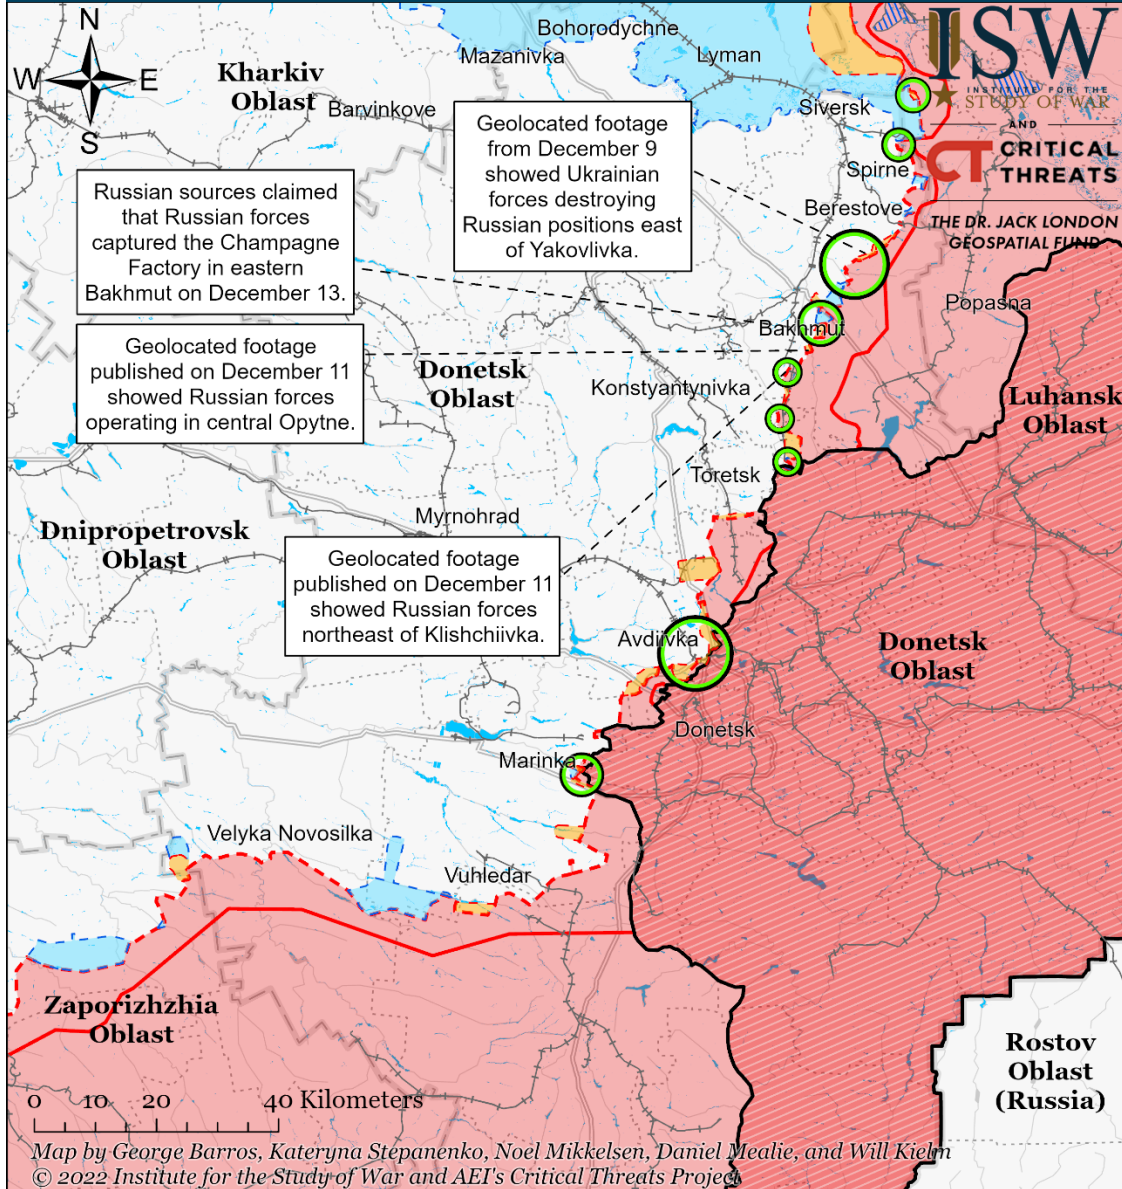 N
W
E
S
ISW
INSTITUTE FOR THE
STUDY OF WAR
AND
CT
CRITICAL
THREATS
THE DR. JACK LONDON
GEOSPATIAL FUND
Bohorodychne
Mazanivka
Lyman
Kharkiv
Oblast
Barvinkove
Siversk
Spirne
Berestove
Geolocated footage
from December 9
showed Ukrainian
forces destroying
Russian positions east
of Yakovlivka.
Russian sources claimed
that Russian forces
captured the Champagne
Factory in eastern
Bakhmut on December 13.
Popasna
Bakhmut
Geolocated footage
published on December 11
showed Russian forces
operating in central Opytne.
Donetsk
Oblast
Konstyantynivka
Luhansk
Oblast
Toretsk
Dnipropetrovsk
Oblast
Myrnohrad
Geolocated footage
published on December 11
showed Russian forces
northeast of Klishchiivka.
Avdiivka
Donetsk
Oblast
Donetsk
Marinka
Velyka Novosilka
Vuhledar
Zaporizhzhia
Oblast
Rostov
Oblast
(Russia)
0 10 20 40 Kilometers
Map by George Barros, Kateryna Stepanenko, Noel Mikkelsen, Daniel Mealie, and Will Kielm
© 2022 Institute for the Study of War and AEI's Critical Threats Project